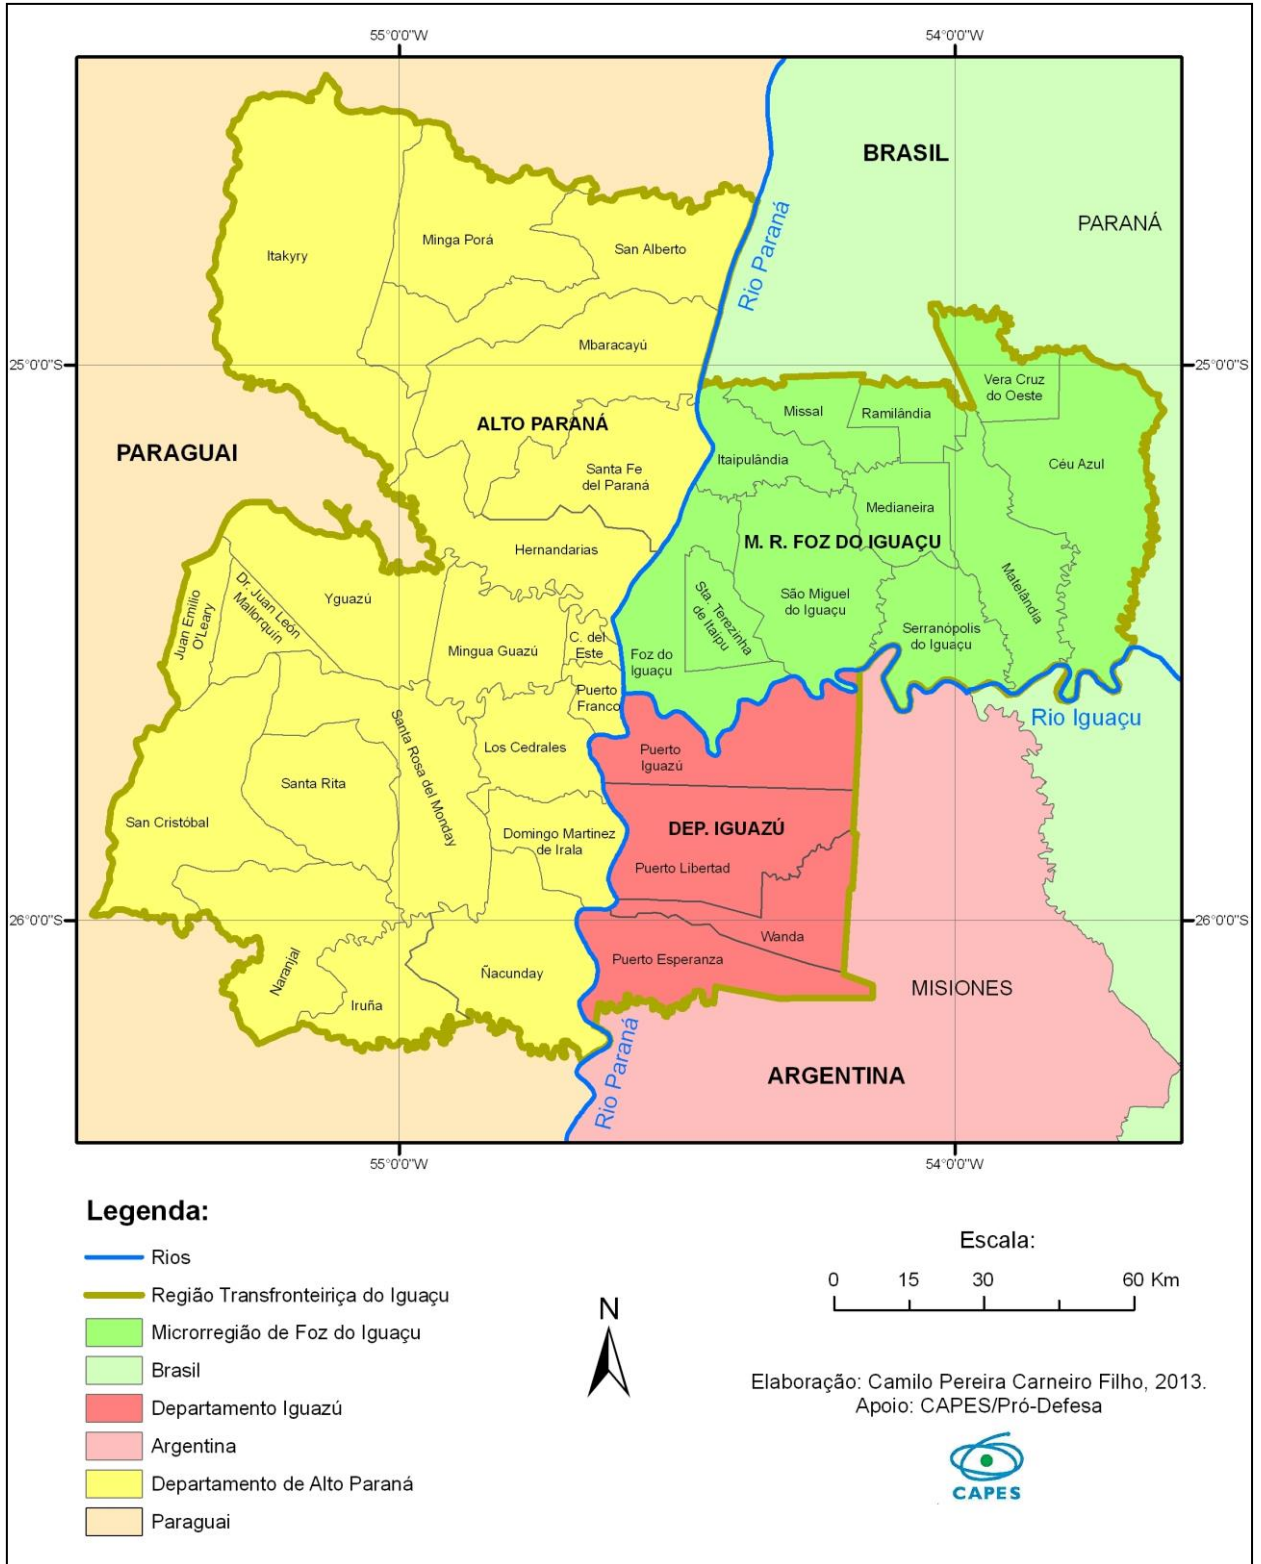 55°0'0"W
54°0'0"W
BRASIL
PARANÁ
Rio Paraná
Itakyry
Minga Porá
San Alberto
Mbaracayú
25°0'0"S
25°0'0"S
Vera Cruz
do Oeste
Missal
Ramilândia
ALTO PARANÁ
PARAGUAI
Itaipulândia
Céu Azul
Santa Fe
del Paraná
Medianeira
Hernandarias
M. R. FOZ DO IGUAÇU
Juan Emilio
O'Leary
Dr. Juan León
Mallorquín
Yguazú
Sta. Terezinha
de Itaipu
São Miguel
do Iguaçu
Matelândia
Serranópolis
do Iguaçu
Mingua Guazú
C. del
Este
Foz do
Iguaçu
Puerto
Franco
Rio Iguaçu
Santa Rosa del Monday
Los Cedrales
Puerto
Iguazú
Santa Rita
San Cristóbal
Domingo Martinez
de Irala
DEP. IGUAZÚ
Puerto Libertad
26°0'0"S
26°0'0"S
Wanda
Puerto Esperanza
Naranjal
Iruña
Ñacunday
MISIONES
Rio Paraná
ARGENTINA
55°0'0"W
54°0'0"W
Legenda:
Rios
Região Transfronteiriça do Iguaçu
Microrregião de Foz do Iguaçu
Brasil
Departamento Iguazú
Argentina
Departamento de Alto Paraná
Paraguai
N
Escala:
0 15 30 60 Km
Elaboração: Camilo Pereira Carneiro Filho, 2013.
Apoio: CAPES/Pró-Defesa
CAPES